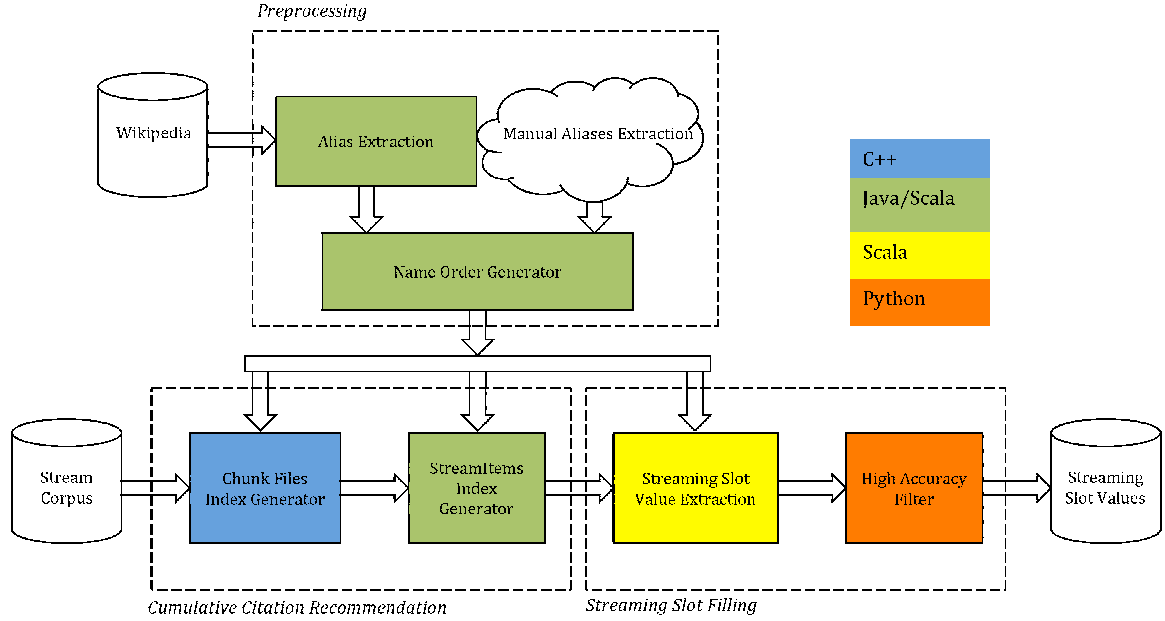 Preprocessing
Wikipedia
Alias Extraction
Manual Aliases Extraction
Name Order Generator
C++
Java/Scala
Scala
Python
Stream
Corpus
Chunk Files
Index Generator
StreamItems
Index
Generator
Streaming Slot
Value Extraction
High Accuracy
Filter
Streaming
Slot Values
Cumulative Citation Recommendation
Streaming Slot Filling